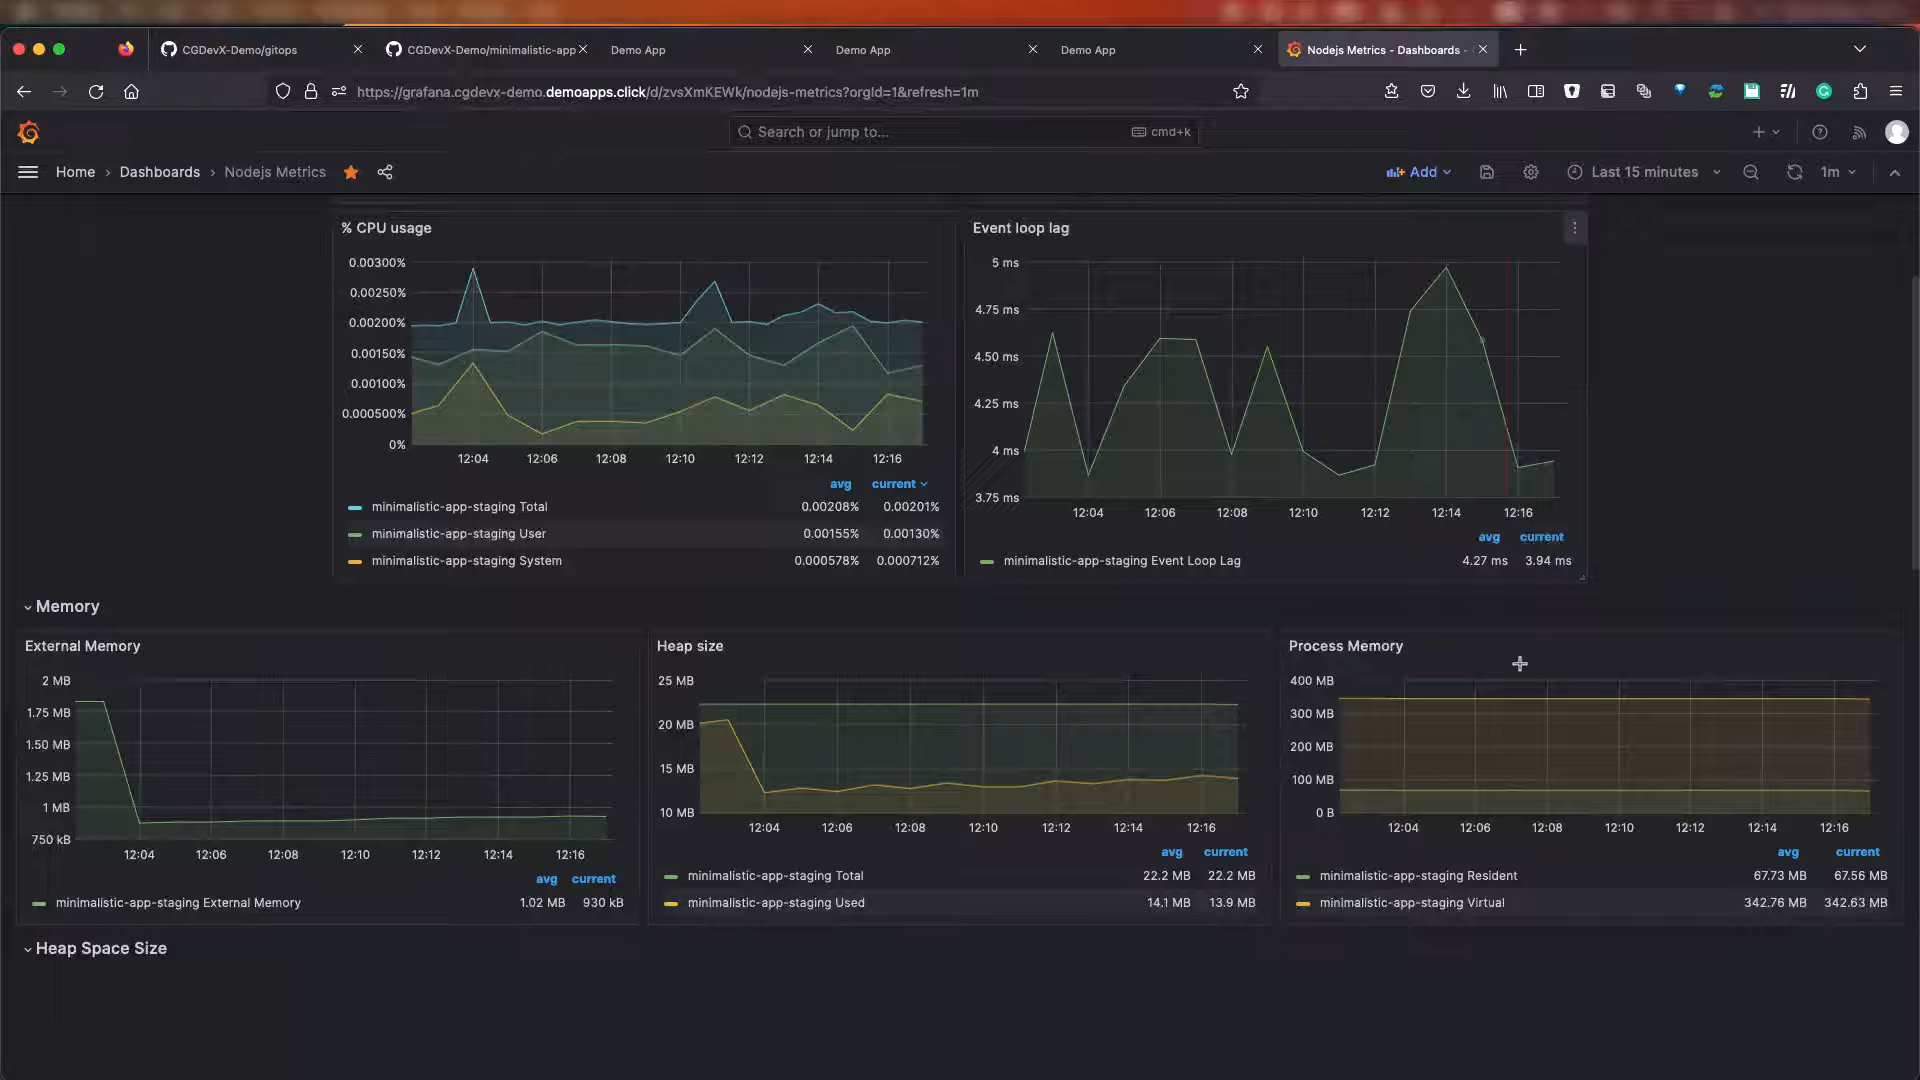 CGDevX-Demo/gitops
CGDevX-Demo/minimalistic-app
Demo App
Demo App
Demo App
Nodejs Metrics - Dashboards -
https://grafana.cgdevx-demo.demoapps.click/d/zvsXmKEWk/nodejs-metrics?orgId=1&refresh=1m
Search or jump to...
cmd+k
Home › Dashboards › Nodejs Metrics
Add
Last 15 minutes
1m
% CPU usage
0.00300%
0.00250%
0.00200%
0.00150%
0.00100%
0.000500%
0%
12:04 12:06 12:08 12:10 12:12 12:14 12:16
avg current
minimalistic-app-staging Total 0.00208% 0.00201%
minimalistic-app-staging User 0.00155% 0.00130%
minimalistic-app-staging System 0.000578% 0.000712%
Event loop lag
5 ms
4.75 ms
4.50 ms
4.25 ms
4 ms
3.75 ms
12:04 12:06 12:08 12:10 12:12 12:14 12:16
avg current
minimalistic-app-staging Event Loop Lag 4.27 ms 3.94 ms
Memory
External Memory
2 MB
1.75 MB
1.50 MB
1.25 MB
1 MB
750 kB
12:04 12:06 12:08 12:10 12:12 12:14 12:16
avg current
minimalistic-app-staging External Memory 1.02 MB 930 kB
Heap size
25 MB
20 MB
15 MB
10 MB
12:04 12:06 12:08 12:10 12:12 12:14 12:16
avg current
minimalistic-app-staging Total 22.2 MB 22.2 MB
minimalistic-app-staging Used 14.1 MB 13.9 MB
Process Memory
400 MB
300 MB
200 MB
100 MB
0 B
12:04 12:06 12:08 12:10 12:12 12:14 12:16
avg current
minimalistic-app-staging Resident 67.73 MB 67.56 MB
minimalistic-app-staging Virtual 342.76 MB 342.63 MB
Heap Space Size